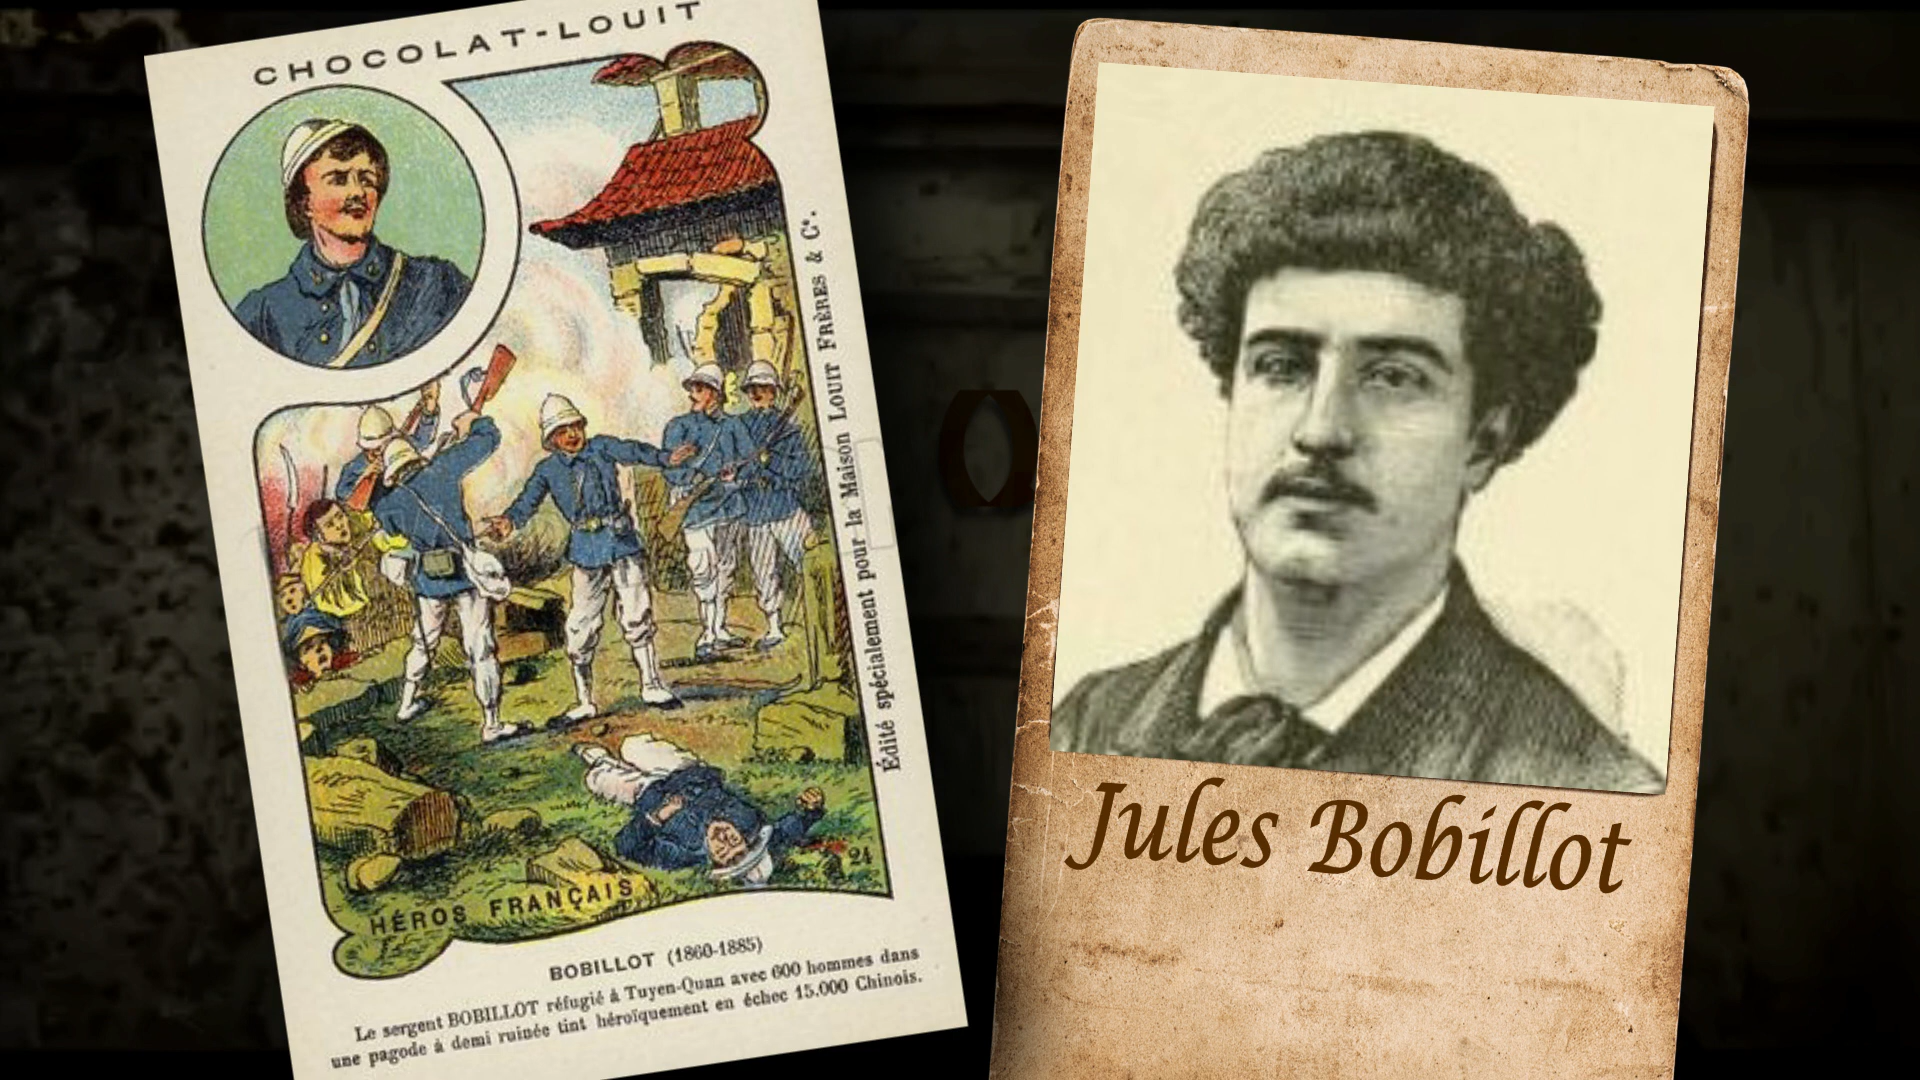 CHOCOLAT-LOUIT
Édité spécialement pour la Maison LOUIT FRÈRES & Cie.
24
HÉROS FRANÇAIS
BOBILLOT (1860-1885)
Le sergent BOBILLOT réfugié à Tuyen-Quan avec 600 hommes dans
une pagode à demi ruinée tint héroïquement en échec 15.000 Chinois.
Jules Bobillot